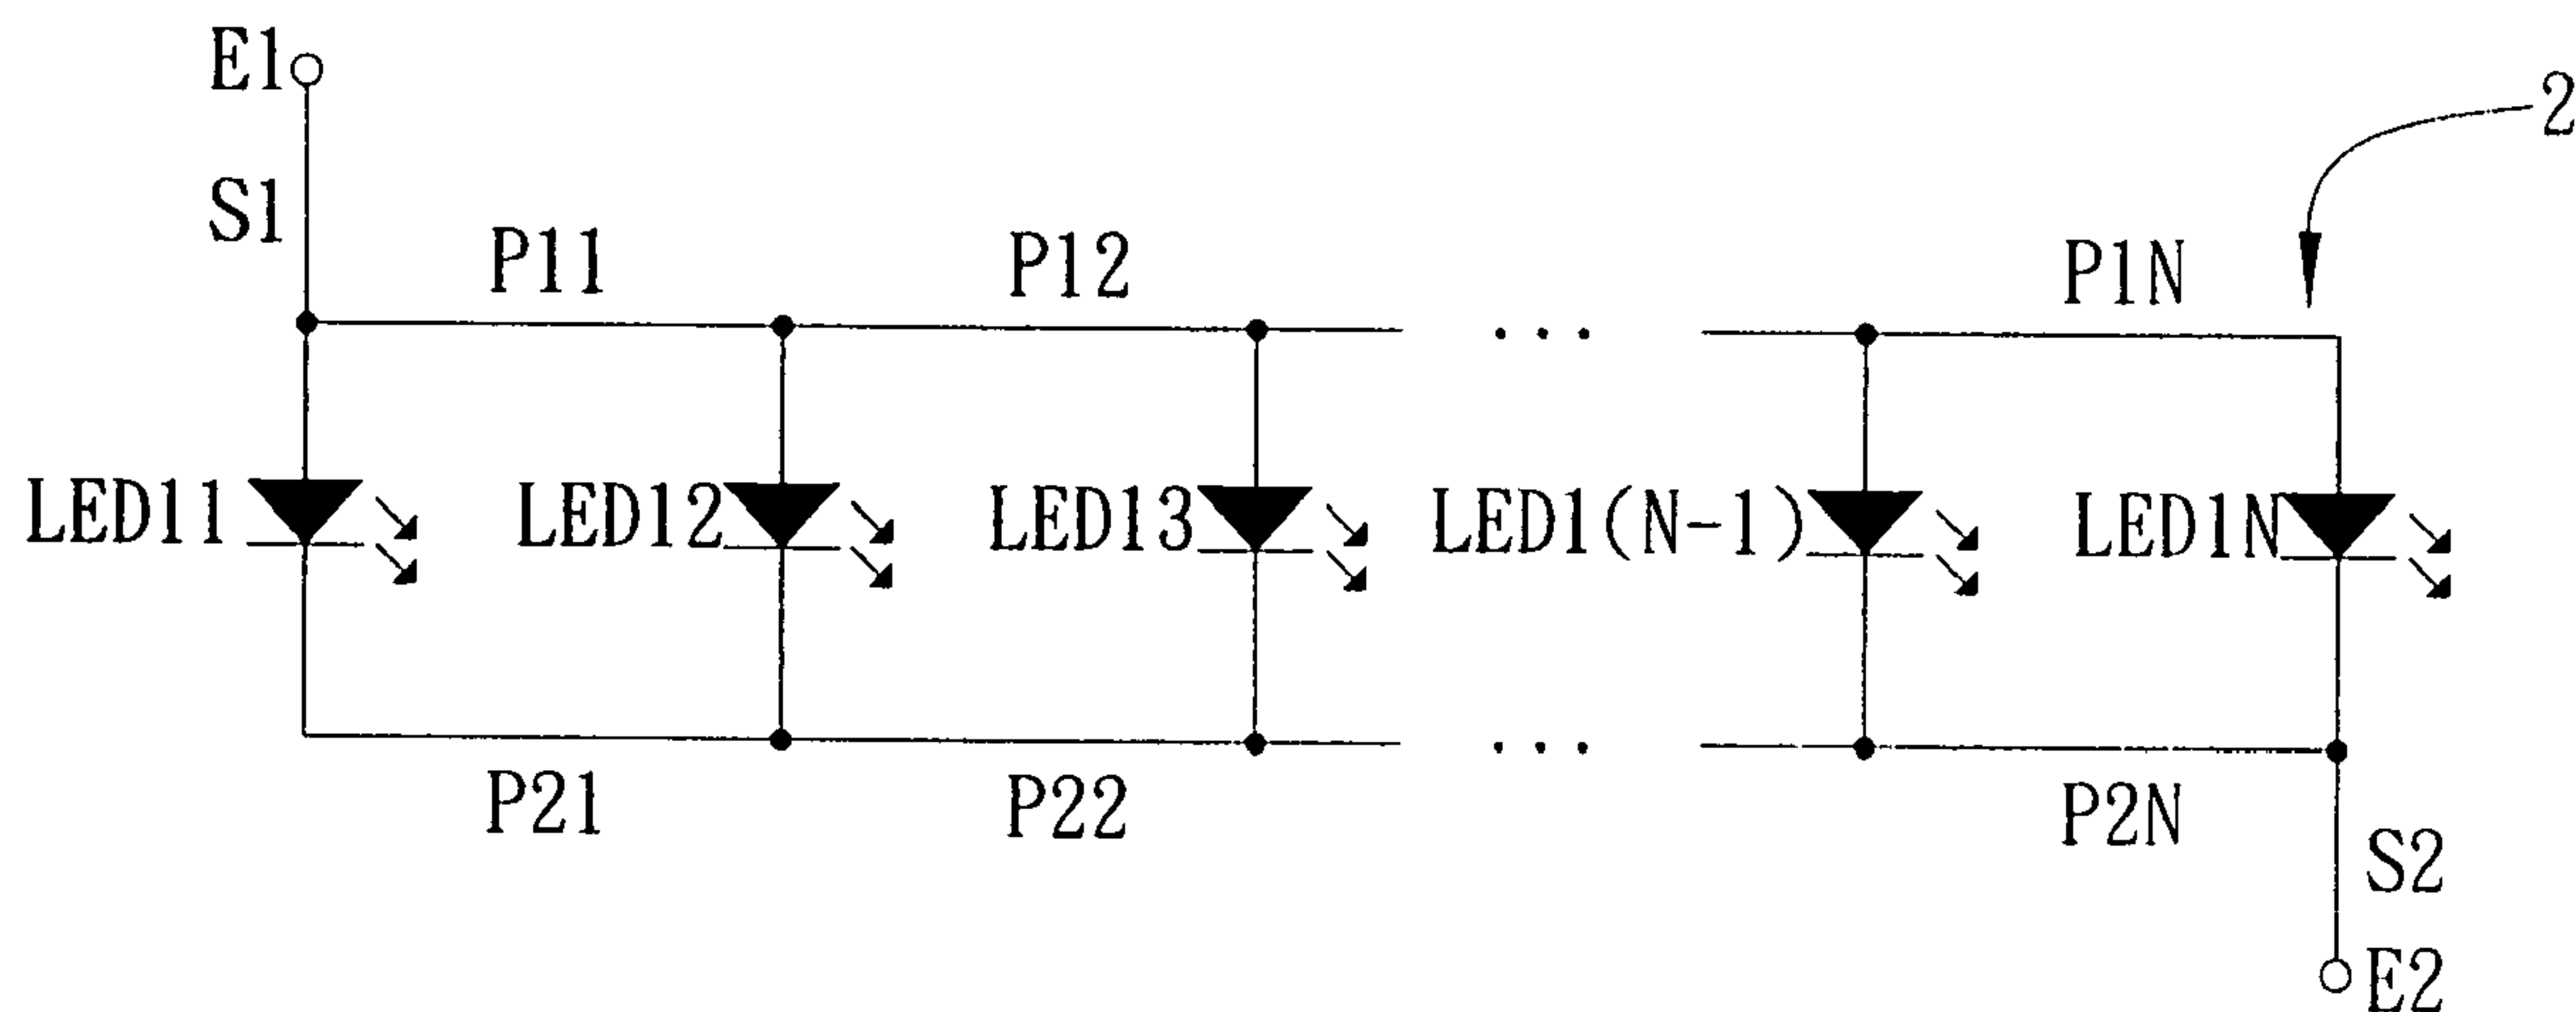 E1
2
S1
P11
P12
P1N
LED11
LED12
LED13
LED1(N-1)
LED1N
P21
P22
P2N
S2
E2